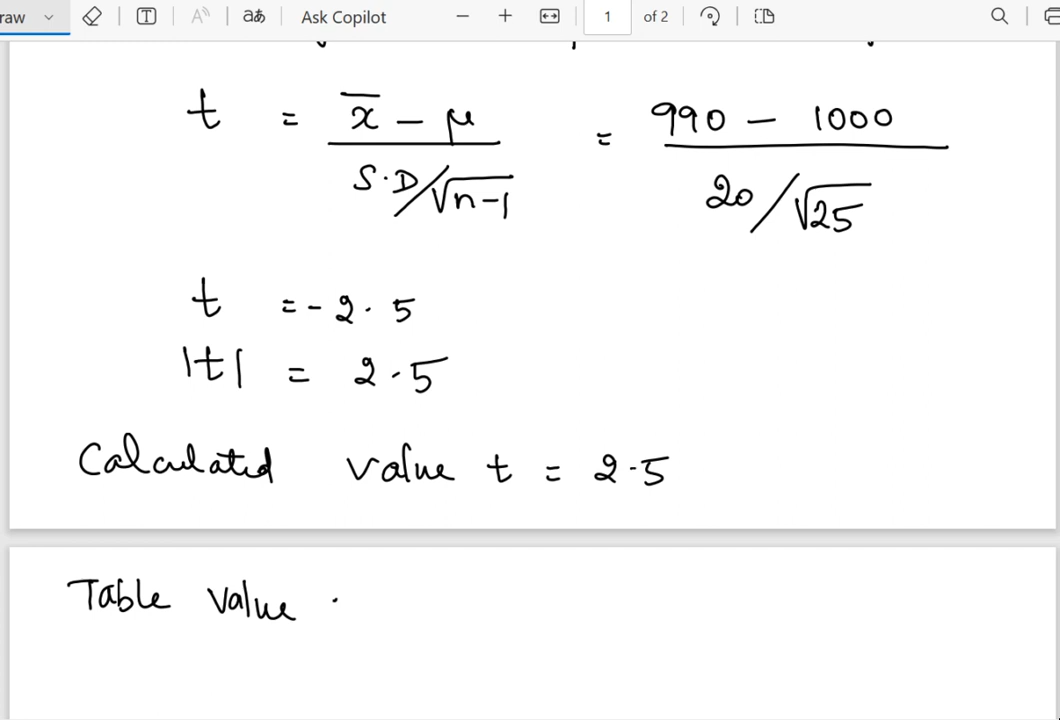 raw Ask Copilot 1 of 2
t = x̄ - μ / S.D/√n-1 = 990 - 1000 / 20/√25
t = - 2.5
|t| = 2.5
Calculated value t = 2.5
Table value .